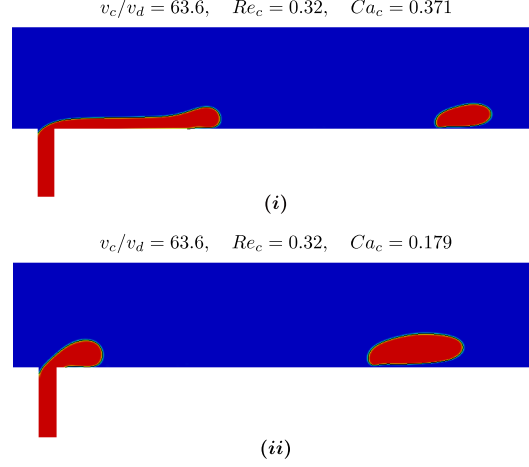 v_c/v_d = 63.6, Re_c = 0.32, Ca_c = 0.371
(i)
v_c/v_d = 63.6, Re_c = 0.32, Ca_c = 0.179
(ii)